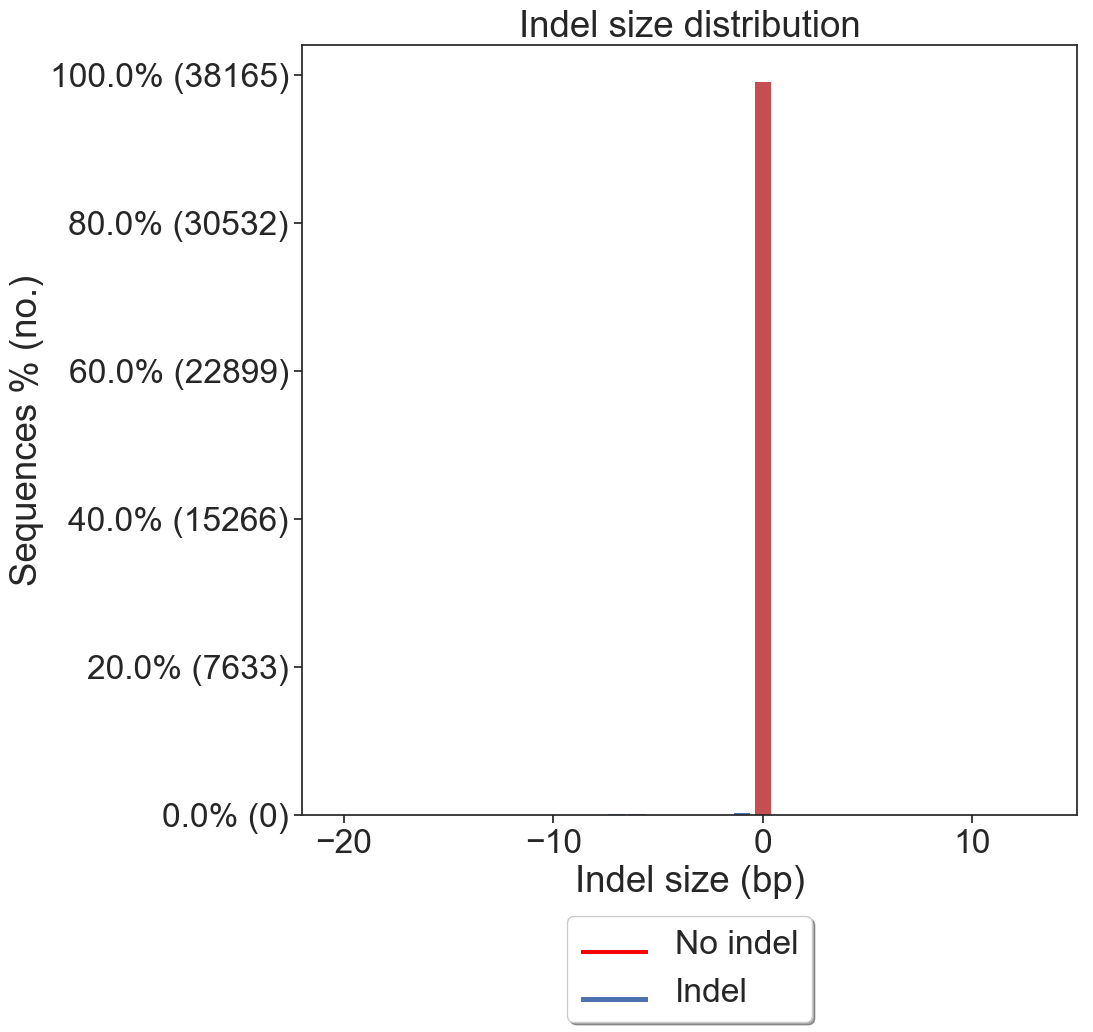 Indel size distribution
Sequences % (no.)
100.0% (38165)
80.0% (30532)
60.0% (22899)
40.0% (15266)
20.0% (7633)
0.0% (0)
−20 −10 0 10
Indel size (bp)
No indel
Indel